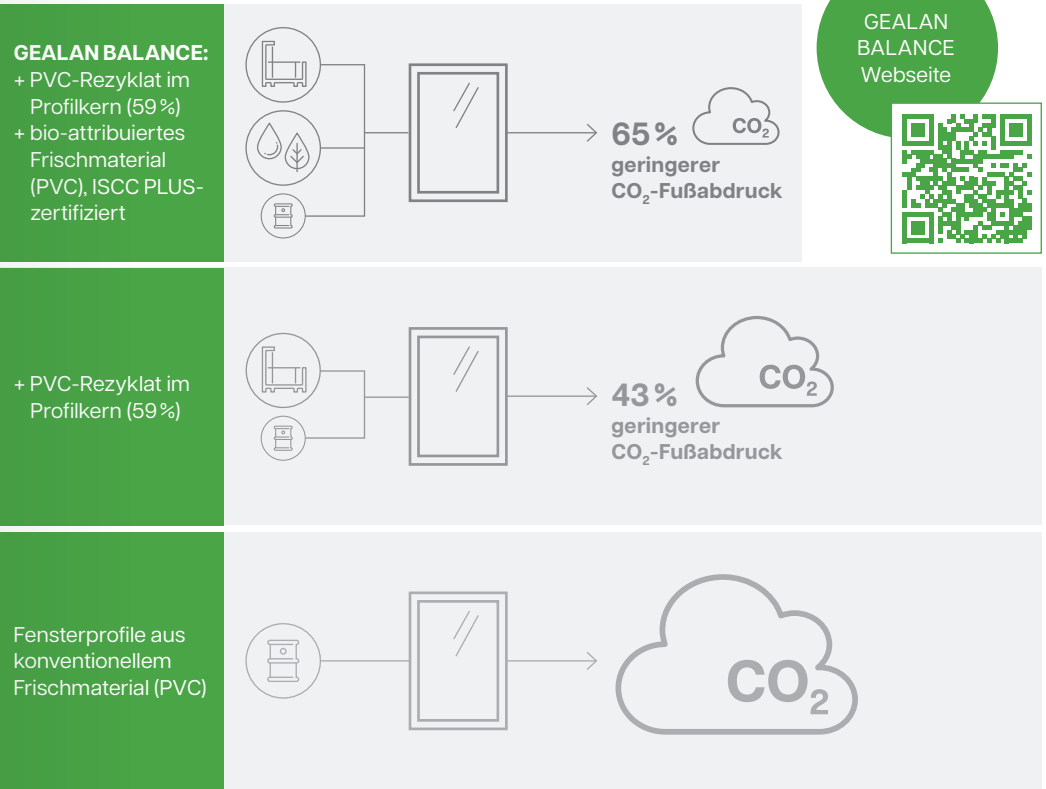 GEALAN BALANCE:
+ PVC-Rezyklat im
Profilkern (59 %)
+ bio-attribuiertes
Frischmaterial
(PVC), ISCC PLUS-
zertifiziert
65 %
geringerer
CO₂-Fußabdruck
CO₂
GEALAN
BALANCE
Webseite
+ PVC-Rezyklat im
Profilkern (59 %)
43 %
geringerer
CO₂-Fußabdruck
CO₂
Fensterprofile aus
konventionellem
Frischmaterial (PVC)
CO₂